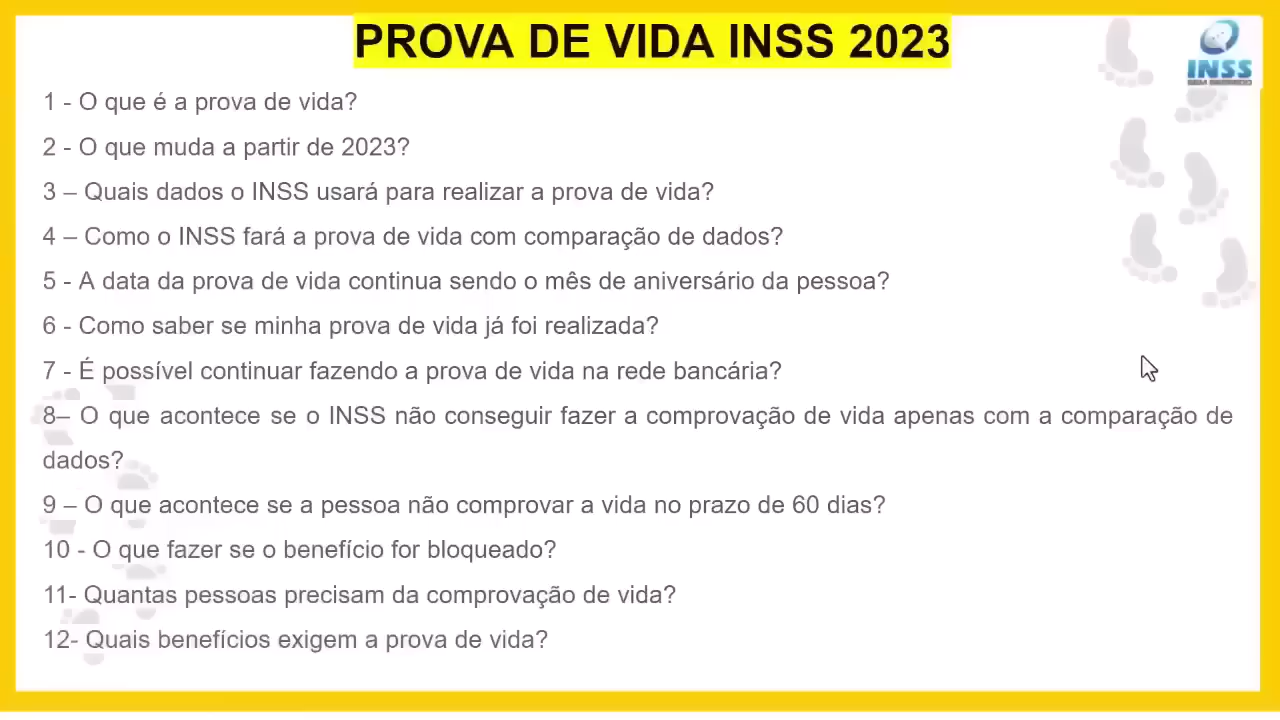 PROVA DE VIDA INSS 2023
INSS
1 - O que é a prova de vida?
2 - O que muda a partir de 2023?
3 – Quais dados o INSS usará para realizar a prova de vida?
4 – Como o INSS fará a prova de vida com comparação de dados?
5 - A data da prova de vida continua sendo o mês de aniversário da pessoa?
6 - Como saber se minha prova de vida já foi realizada?
7 - É possível continuar fazendo a prova de vida na rede bancária?
8– O que acontece se o INSS não conseguir fazer a comprovação de vida apenas com a comparação de
dados?
9 – O que acontece se a pessoa não comprovar a vida no prazo de 60 dias?
10 - O que fazer se o benefício for bloqueado?
11- Quantas pessoas precisam da comprovação de vida?
12- Quais benefícios exigem a prova de vida?